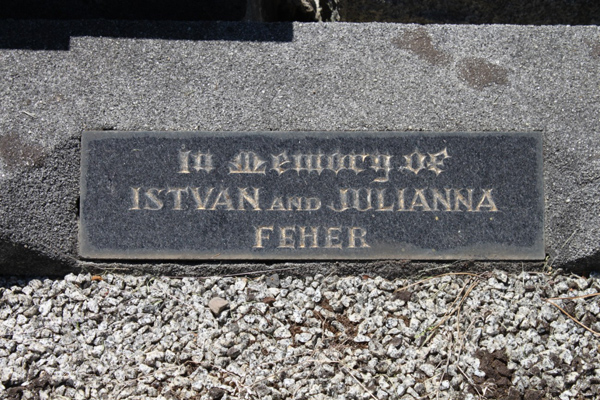 In Memory of
ISTVAN AND JULIANNA
FEHER